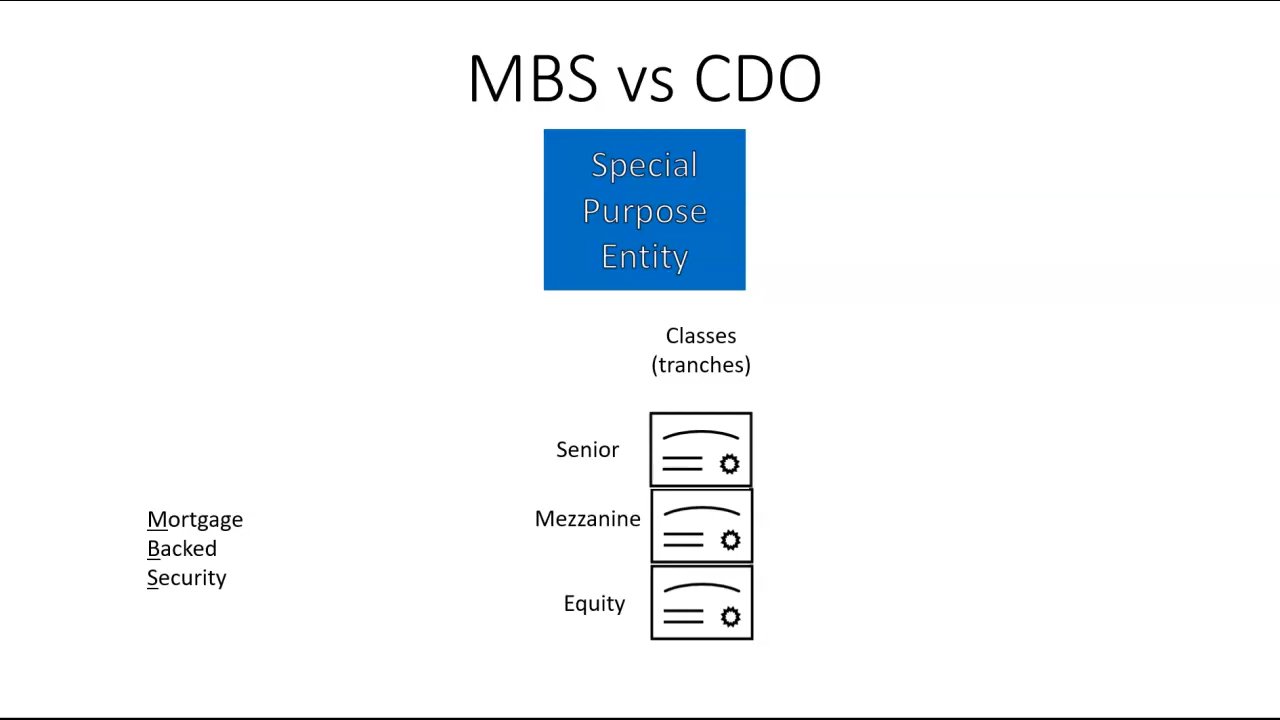 MBS vs CDO
Special
Purpose
Entity
Classes
(tranches)
Senior
Mezzanine
Equity
Mortgage
Backed
Security